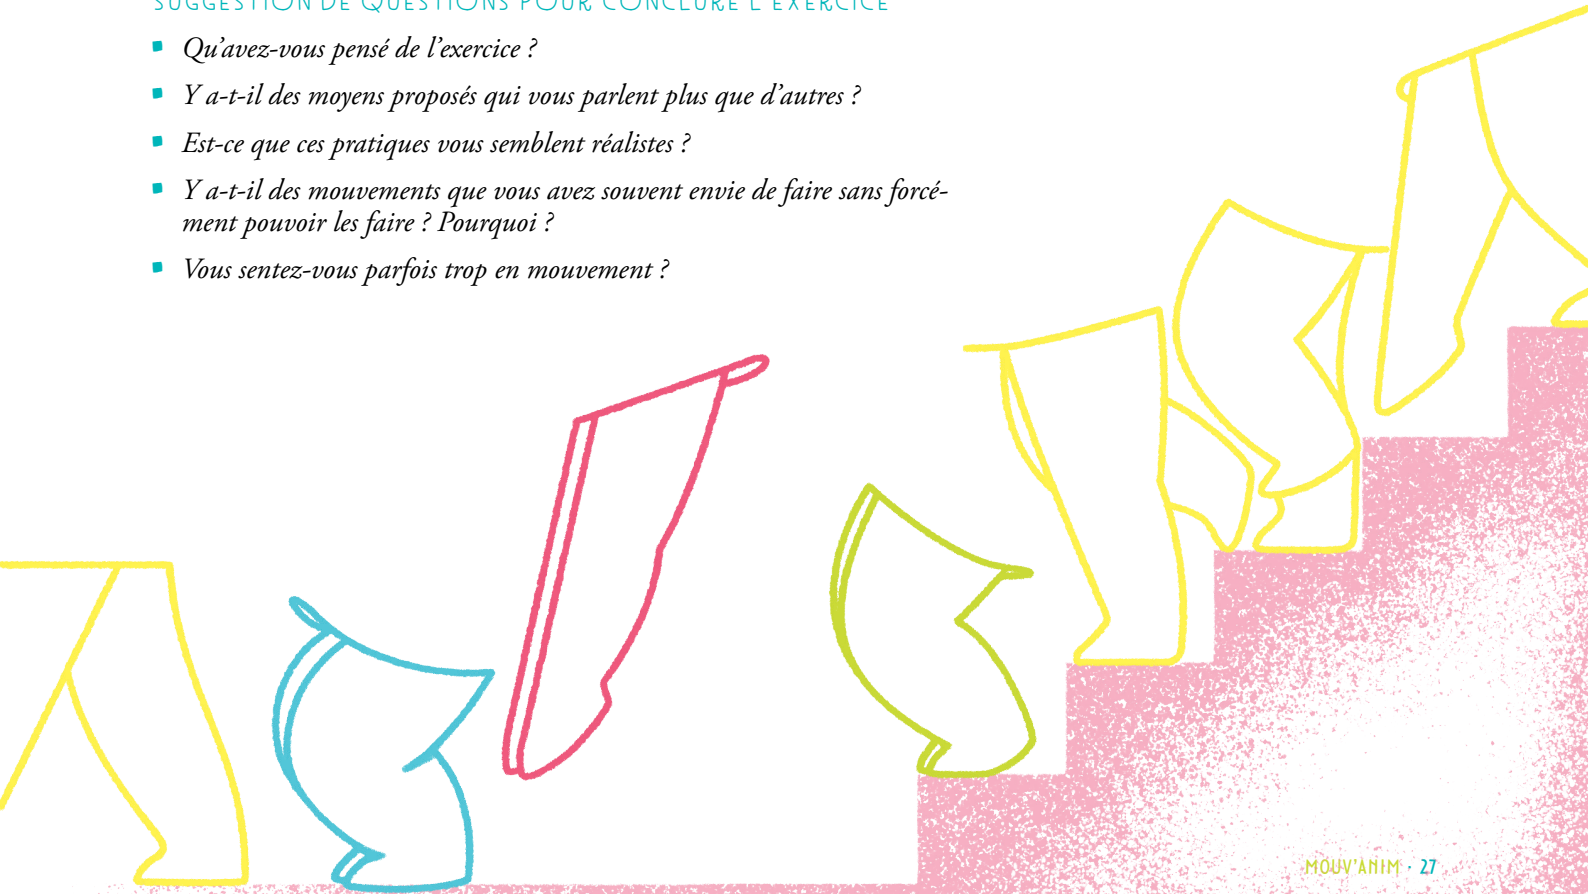 SUGGESTION DE QUESTIONS POUR CONCLURE L'EXERCICE
Qu'avez-vous pensé de l'exercice ?
Y a-t-il des moyens proposés qui vous parlent plus que d'autres ?
Est-ce que ces pratiques vous semblent réalistes ?
Y a-t-il des mouvements que vous avez souvent envie de faire sans forcé-
ment pouvoir les faire ? Pourquoi ?
Vous sentez-vous parfois trop en mouvement ?
MOUV'ANIM · 27